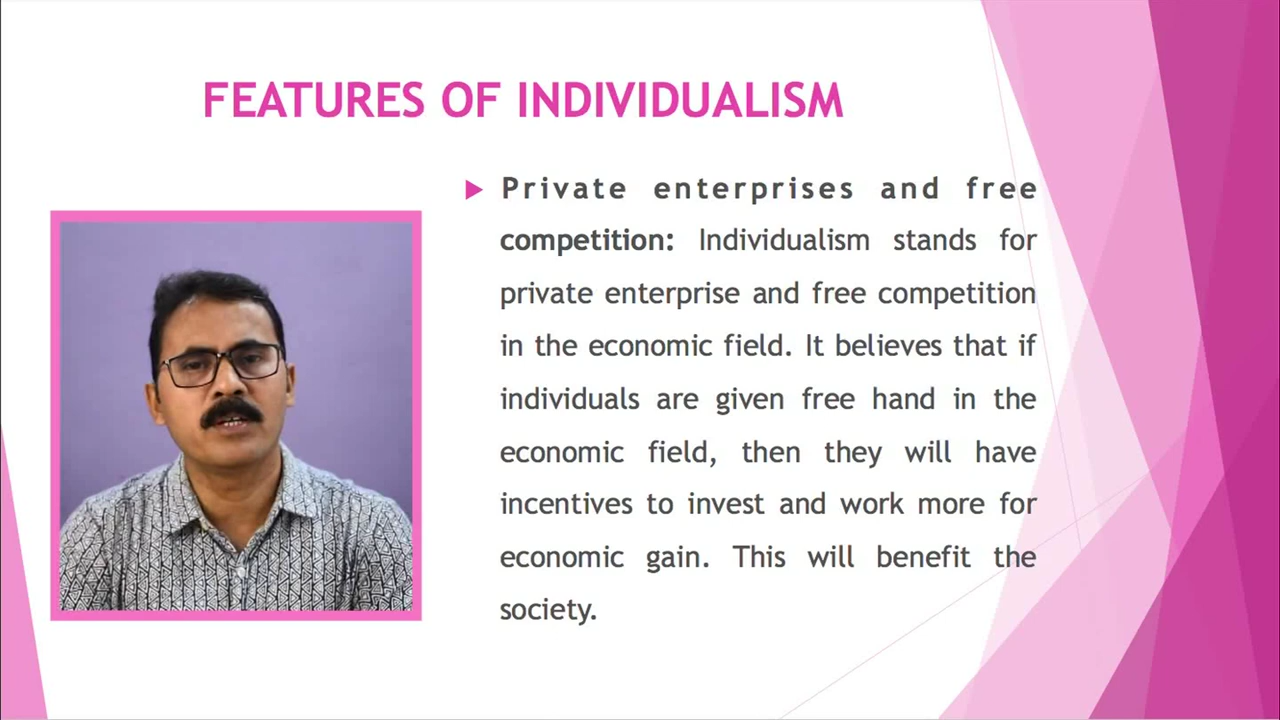 FEATURES OF INDIVIDUALISM
Private enterprises and free
competition: Individualism stands for
private enterprise and free competition
in the economic field. It believes that if
individuals are given free hand in the
economic field, then they will have
incentives to invest and work more for
economic gain. This will benefit the
society.